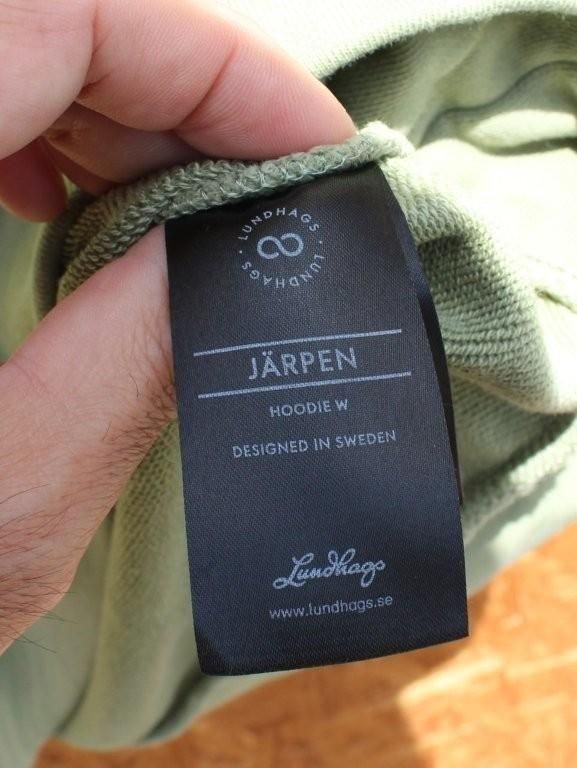 LUNDHAGS · LUNDHAGS ·
JÄRPEN
HOODIE W
DESIGNED IN SWEDEN
Lundhags
www.lundhags.se